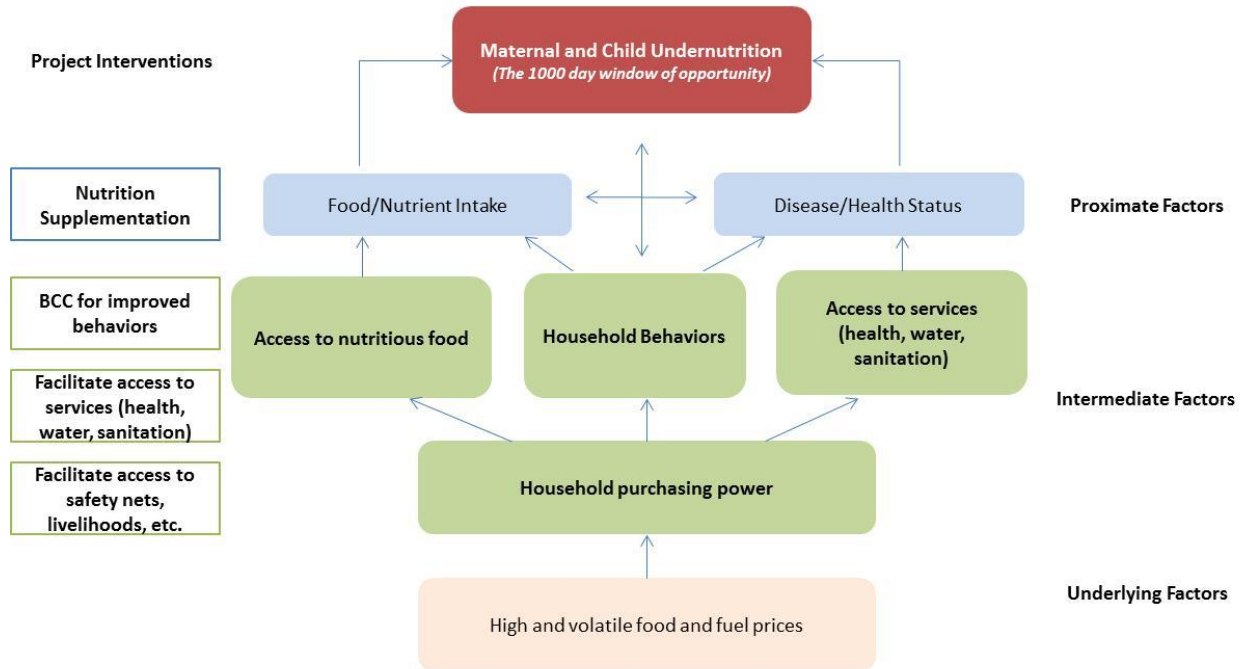 Project Interventions
Maternal and Child Undernutrition
(The 1000 day window of opportunity)
Nutrition
Supplementation
Food/Nutrient Intake
Disease/Health Status
Proximate Factors
BCC for improved
behaviors
Access to nutritious food
Household Behaviors
Access to services
(health, water,
sanitation)
Facilitate access to
services (health,
water, sanitation)
Intermediate Factors
Facilitate access to
safety nets,
livelihoods, etc.
Household purchasing power
High and volatile food and fuel prices
Underlying Factors